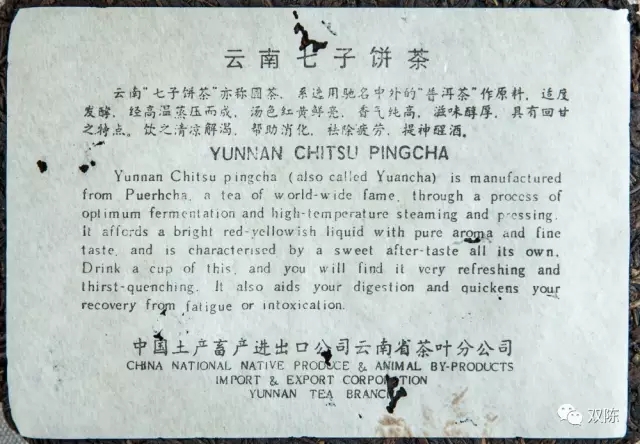 云南七子饼茶
云南"七子饼茶"亦称圆茶，系选用驰名中外的"普洱茶"作原料，适度
发酵，经高温蒸压而成，汤色红黄鲜亮，香气纯高，滋味醇厚，具有回甘
之特点。饮之清凉解渴，帮助消化，祛除疲劳，提神醒酒。
YUNNAN CHITSU PINGCHA
Yunnan Chitsu pingcha (also called Yuancha) is manufactured
from Puerhcha, a tea of world-wide fame, through a process of
optimum fermentation and high-temperature steaming and pressing.
It affords a bright red-yellowish liquid with pure aroma and fine
taste, and is characterised by a sweet after-taste all its own.
Drink a cup of this, and you will find it very refreshing and
thirst-quenching. It also aids your digestion and quickens your
recovery from fatigue or intoxication.
中国土产畜产进出口公司云南省茶叶分公司
CHINA NATIONAL NATIVE PRODUCE & ANIMAL BY-PRODUCTS
IMPORT & EXPORT CORPORATION
YUNNAN TEA BRANCH
双陈